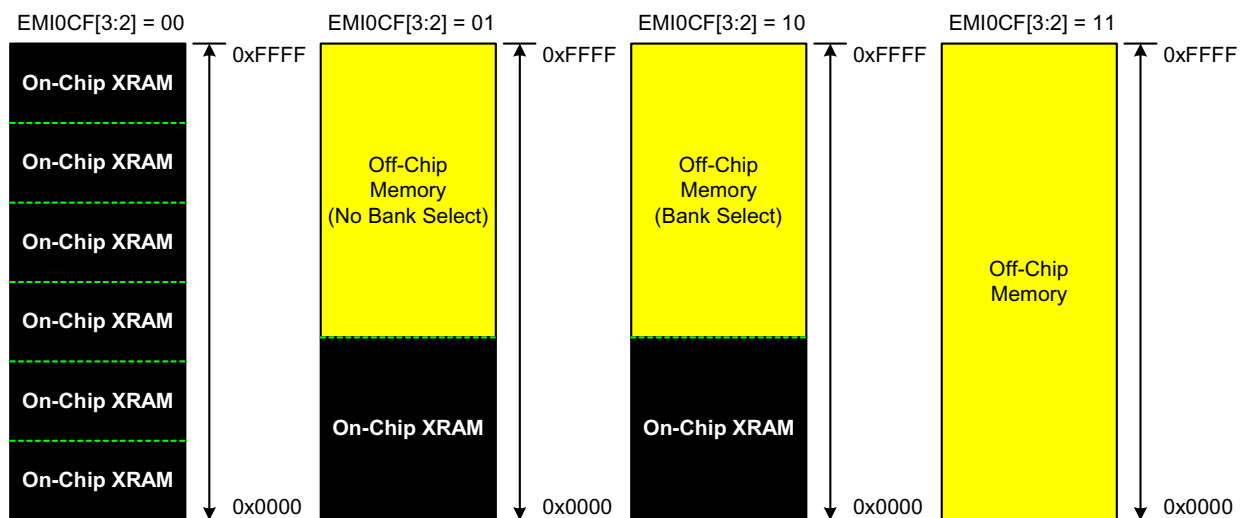 EMI0CF[3:2] = 00
0xFFFF
On-Chip XRAM
On-Chip XRAM
On-Chip XRAM
On-Chip XRAM
On-Chip XRAM
On-Chip XRAM
0x0000
EMI0CF[3:2] = 01
0xFFFF
Off-Chip
Memory
(No Bank Select)
On-Chip XRAM
0x0000
EMI0CF[3:2] = 10
0xFFFF
Off-Chip
Memory
(Bank Select)
On-Chip XRAM
0x0000
EMI0CF[3:2] = 11
0xFFFF
Off-Chip
Memory
0x0000